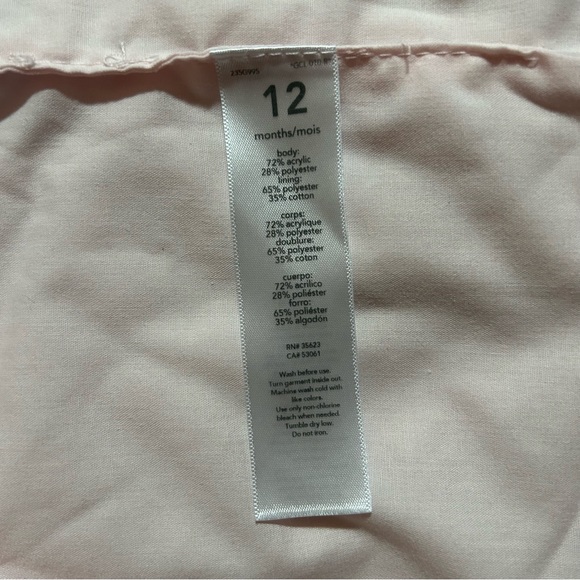 12
months/mois
body:
72% acrylic
28% polyester
lining:
65% polyester
35% cotton
corps:
72% acrylique
28% polyester
doublure:
65% polyester
35% coton
cuerpo:
72% acrílico
28% poliéster
forro:
65% poliéster
35% algodón
RN# 35623
CA# 53061
Wash before use.
Turn garment inside out.
Machine wash cold with
like colors.
Use only non-chlorine
bleach when needed.
Tumble dry low.
Do not iron.